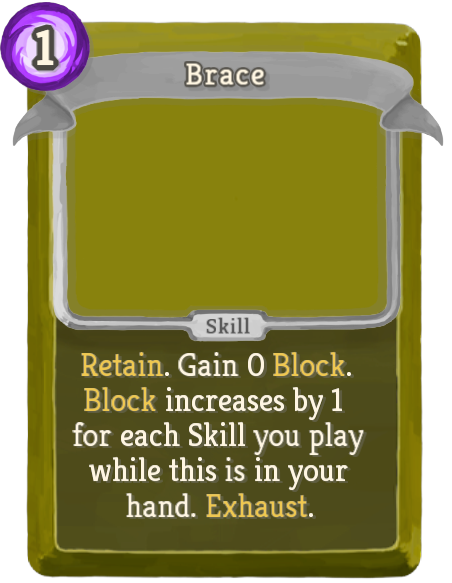 1
Brace
Skill
Retain. Gain 0 Block.
Block increases by 1
for each Skill you play
while this is in your
hand. Exhaust.